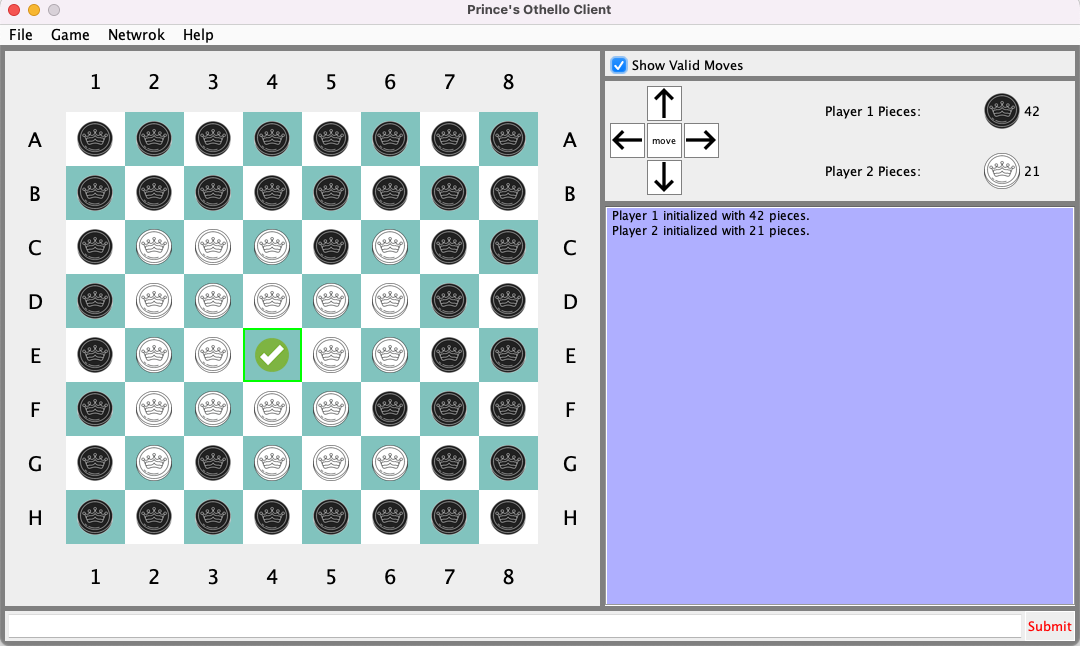 Prince's Othello Client
File Game Netwrok Help
1 2 3 4 5 6 7 8
A A
B B
C C
D D
E E
F F
G G
H H
1 2 3 4 5 6 7 8
Show Valid Moves
move
Player 1 Pieces: 42
Player 2 Pieces: 21
Player 1 initialized with 42 pieces.
Player 2 initialized with 21 pieces.
Submit